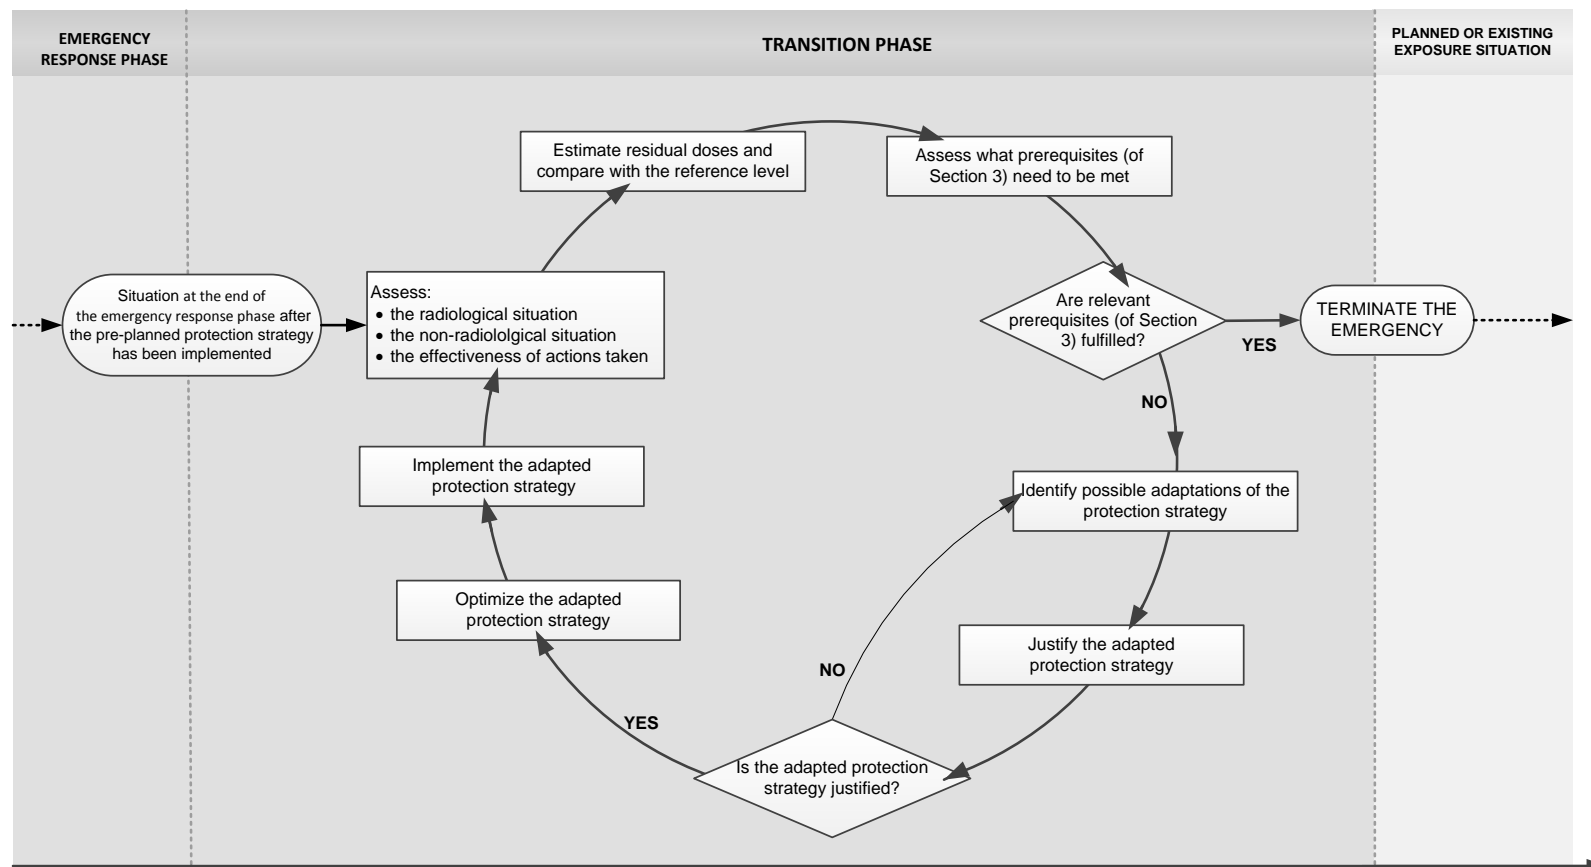 EMERGENCY
RESPONSE PHASE
TRANSITION PHASE
PLANNED OR EXISTING
EXPOSURE SITUATION
Estimate residual doses and
compare with the reference level
Assess what prerequisites (of
Section 3) need to be met
Situation at the end of
the emergency response phase after
the pre-planned protection strategy
has been implemented
Assess:
• the radiological situation
• the non-radiololgical situation
• the effectiveness of actions taken
Are relevant
prerequisites (of Section
3) fulfilled?
YES
TERMINATE THE
EMERGENCY
NO
Identify possible adaptations of the
protection strategy
Implement the adapted
protection strategy
Optimize the adapted
protection strategy
Justify the adapted
protection strategy
NO
YES
Is the adapted protection
strategy justified?